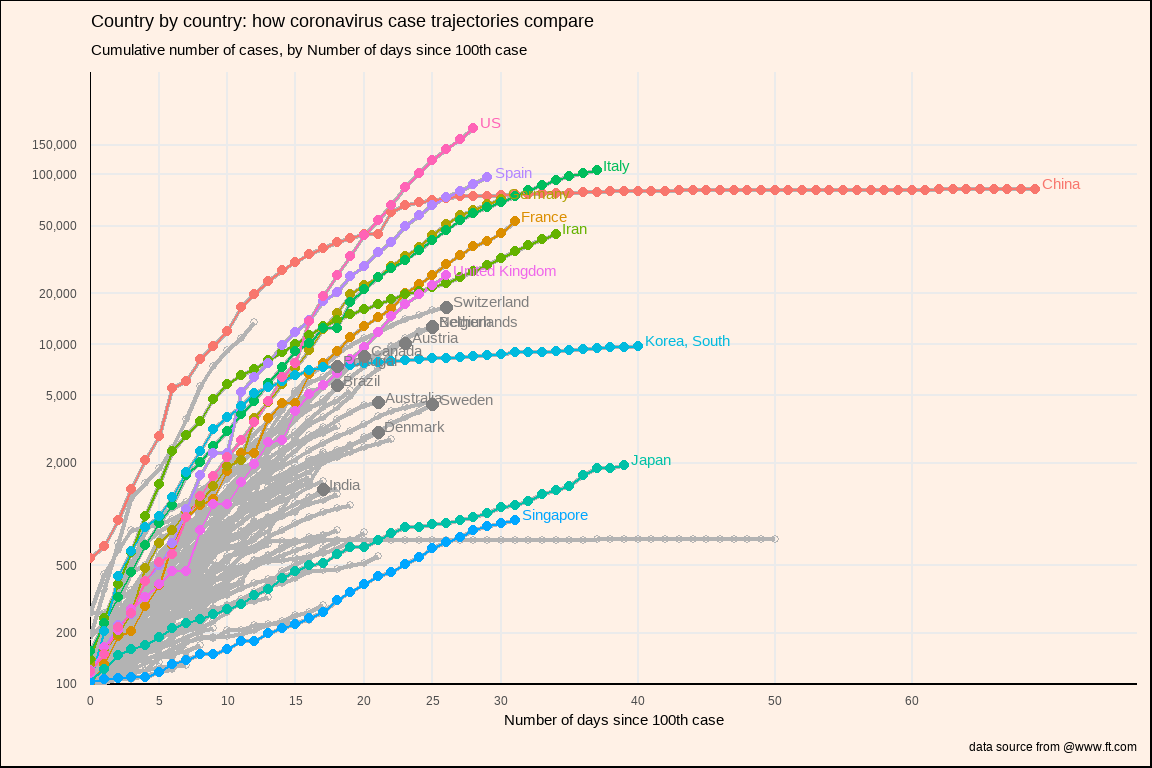 Country by country: how coronavirus case trajectories compare
Cumulative number of cases, by Number of days since 100th case
US
150,000
Italy
100,000
Spain
China
50,000
France
Iran
United Kingdom
20,000
Switzerland
Netherlands
Austria
10,000
Korea, South
Canada
Brazil
5,000
Australia
Sweden
Denmark
2,000
Japan
India
Singapore
500
200
100
0 5 10 15 20 25 30 40 50 60
Number of days since 100th case
data source from @www.ft.com